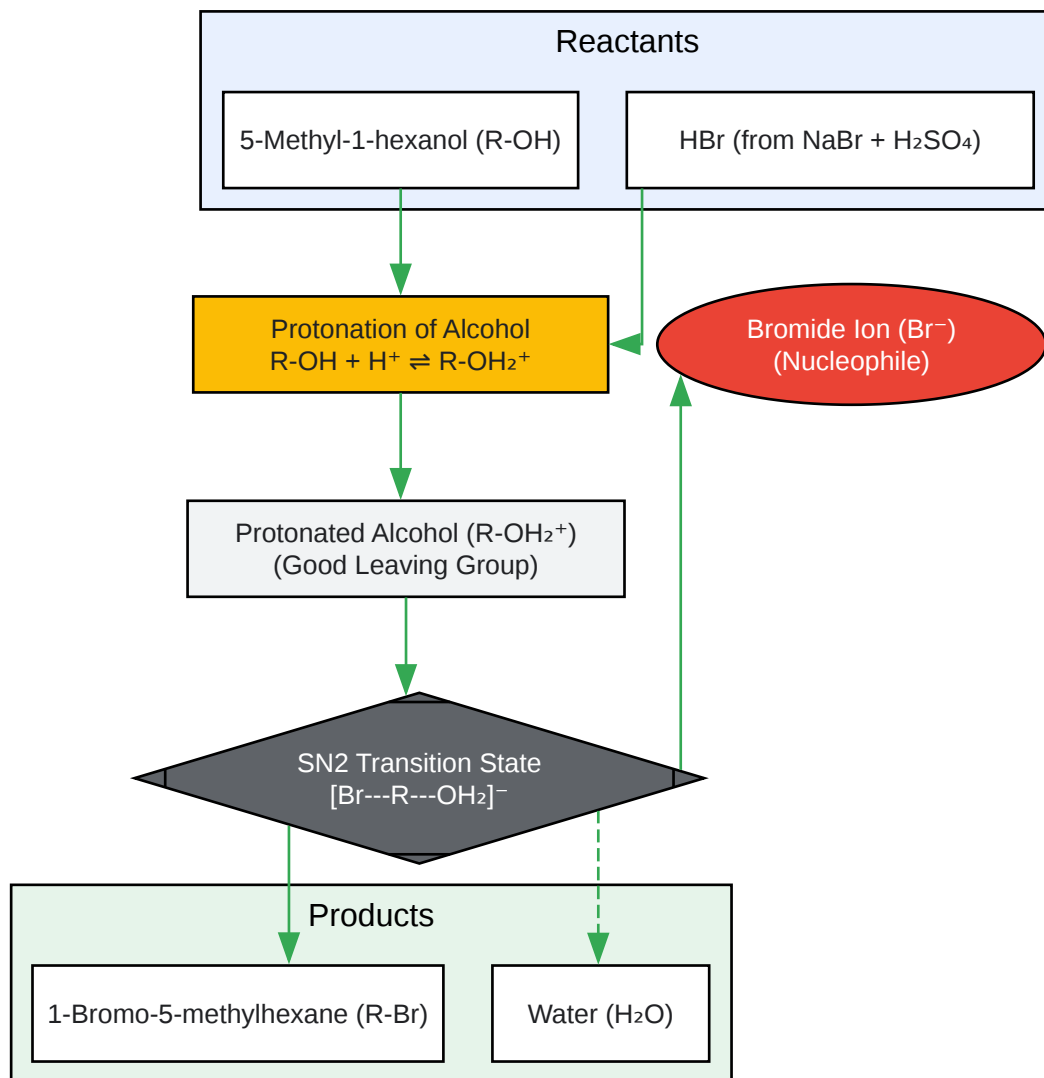 Reactants
5-Methyl-1-hexanol (R-OH)
HBr (from NaBr + H₂SO₄)
Protonation of Alcohol
R-OH + H⁺ ⇌ R-OH₂⁺
Bromide Ion (Br⁻)
(Nucleophile)
Protonated Alcohol (R-OH₂⁺)
(Good Leaving Group)
SN2 Transition State
[Br---R---OH₂]⁻
Products
1-Bromo-5-methylhexane (R-Br)
Water (H₂O)